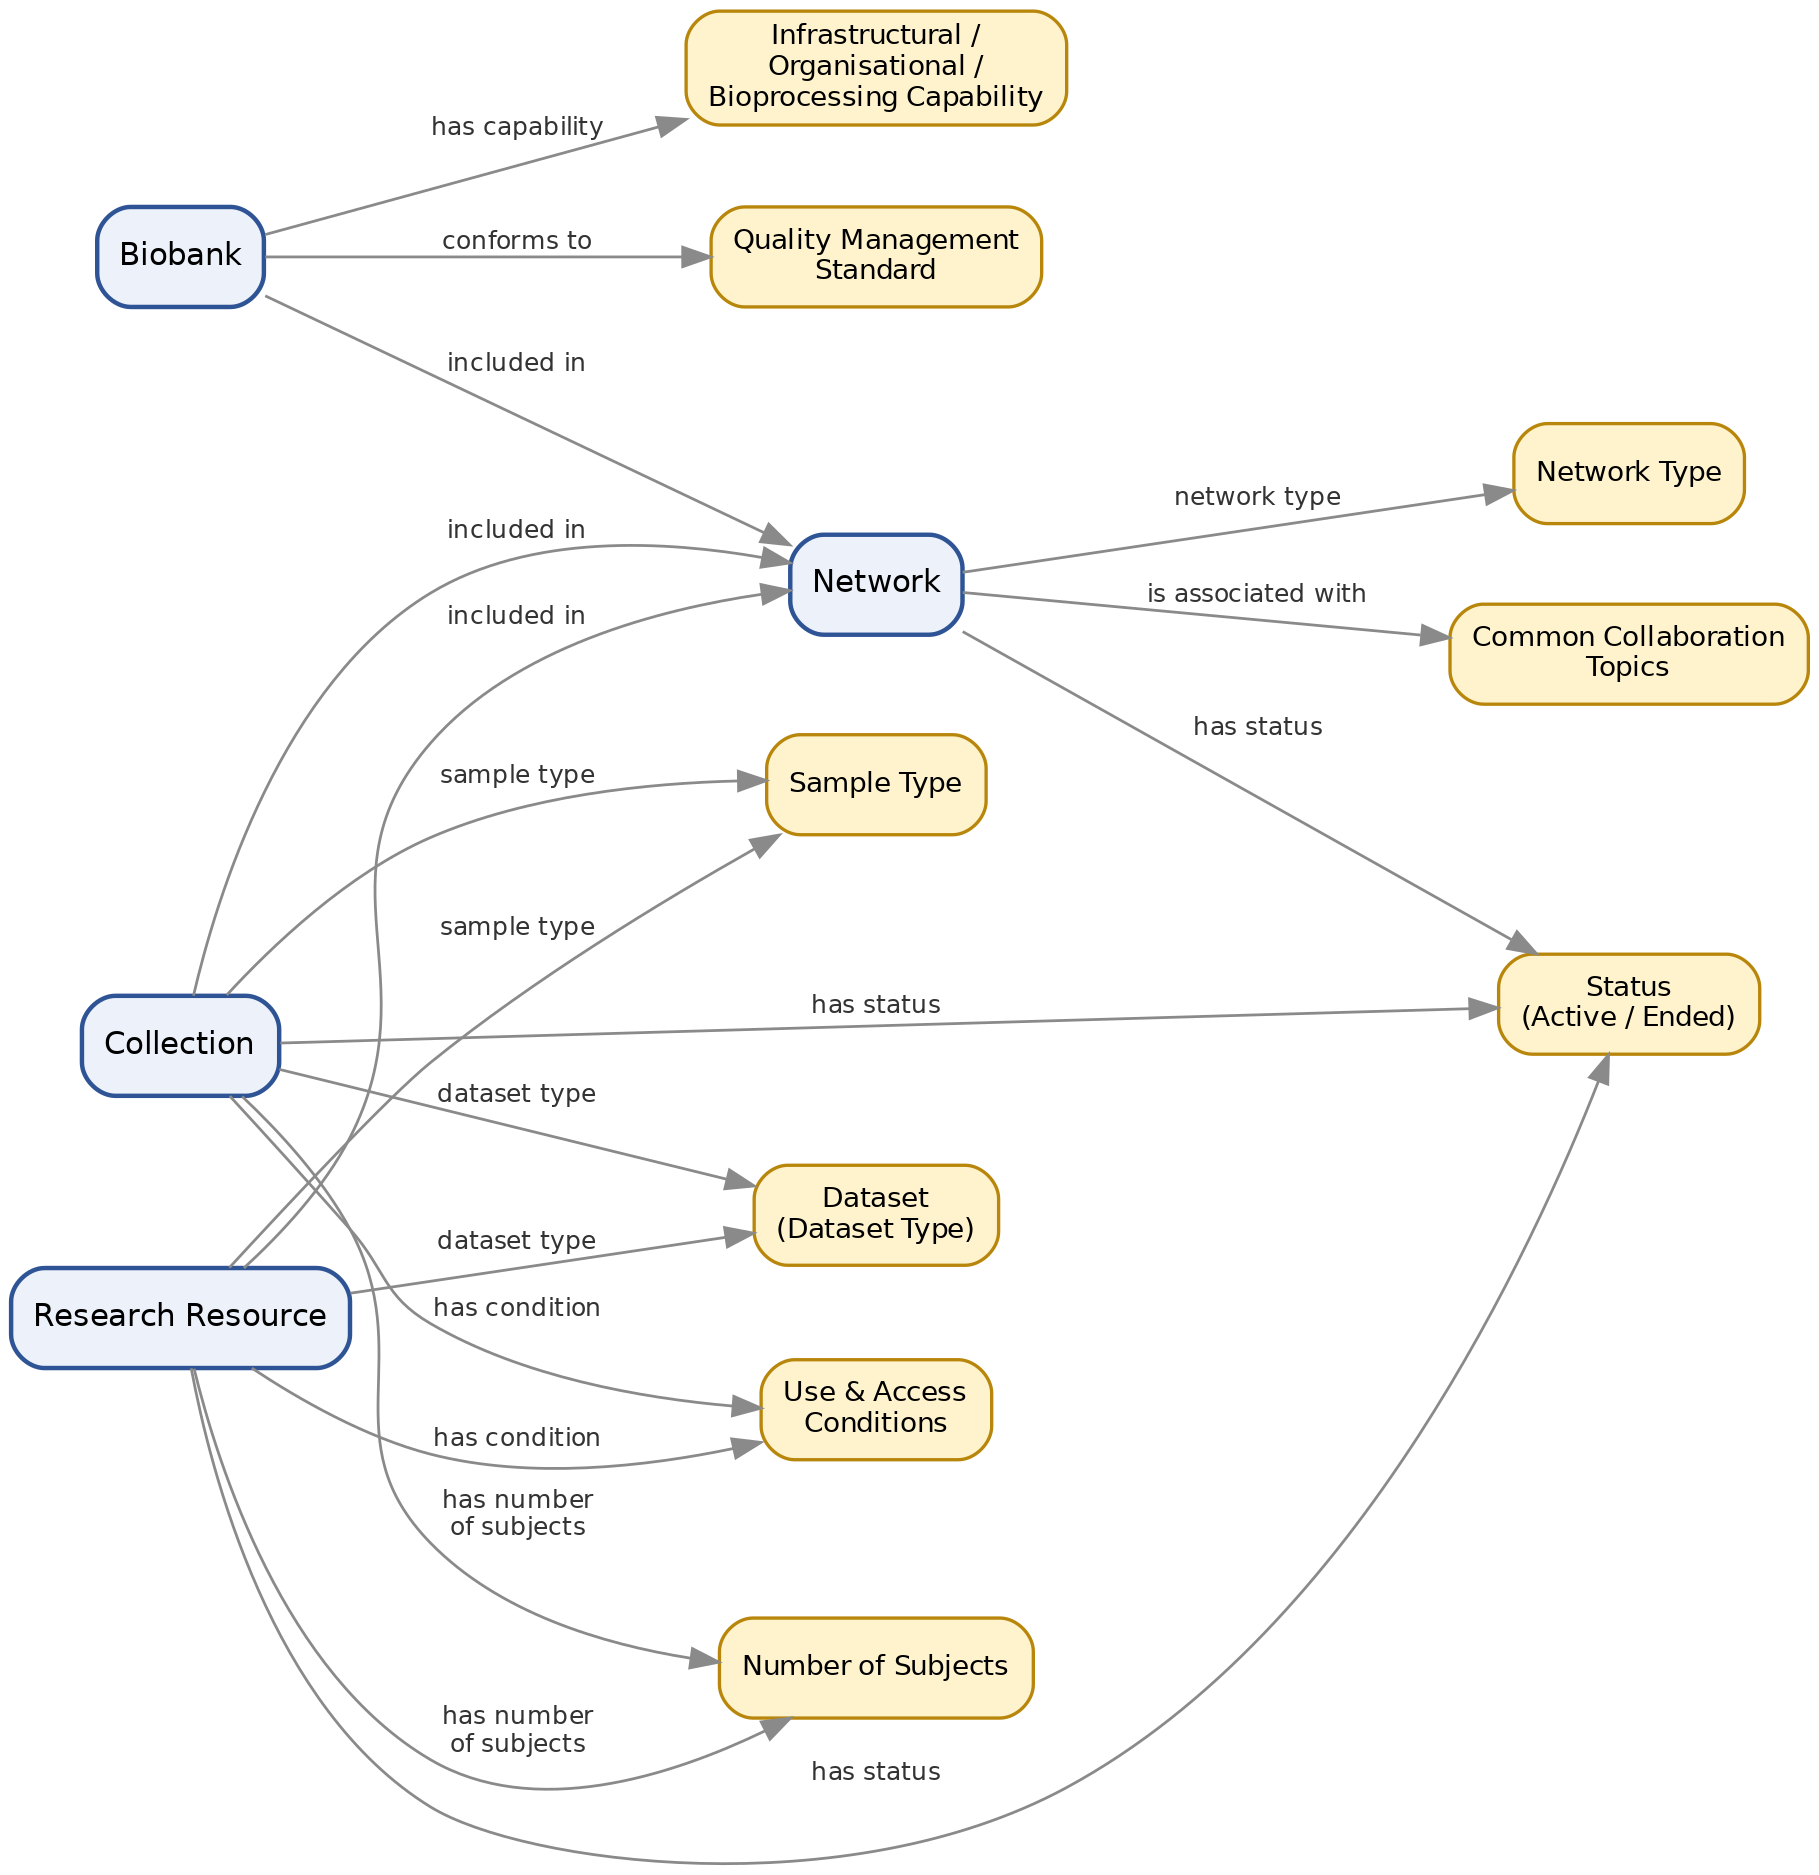 Infrastructural /
Organisational /
Bioprocessing Capability
has capability
Biobank
conforms to
Quality Management
Standard
included in
Network Type
network type
included in
Network
is associated with
included in
Common Collaboration
Topics
has status
sample type
Sample Type
sample type
Status
(Active / Ended)
has status
Collection
dataset type
Dataset
(Dataset Type)
dataset type
Research Resource
has condition
Use & Access
Conditions
has condition
has number
of subjects
Number of Subjects
has number
of subjects
has status